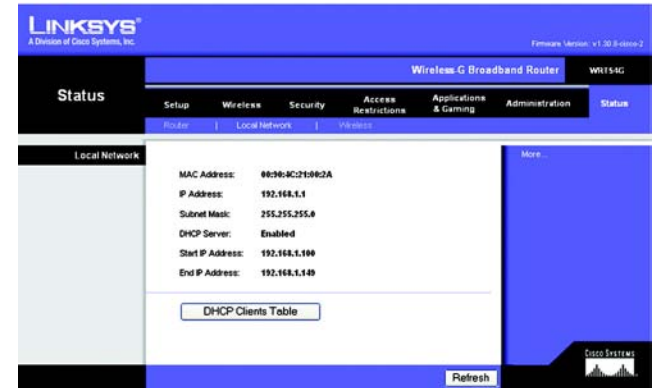 LINKSYS®
A Division of Cisco Systems, Inc.
Firmware Version: v1.30.8-cisco-2
Wireless-G Broadband Router WRT54G
Status
Setup Wireless Security Access Restrictions Applications & Gaming Administration Status
Router | Local Network | Wireless
Local Network
More...
MAC Address: 00:90:4C:21:00:2A
IP Address: 192.168.1.1
Subnet Mask: 255.255.255.0
DHCP Server: Enabled
Start IP Address: 192.168.1.100
End IP Address: 192.168.1.149
DHCP Clients Table
Refresh
CISCO SYSTEMS